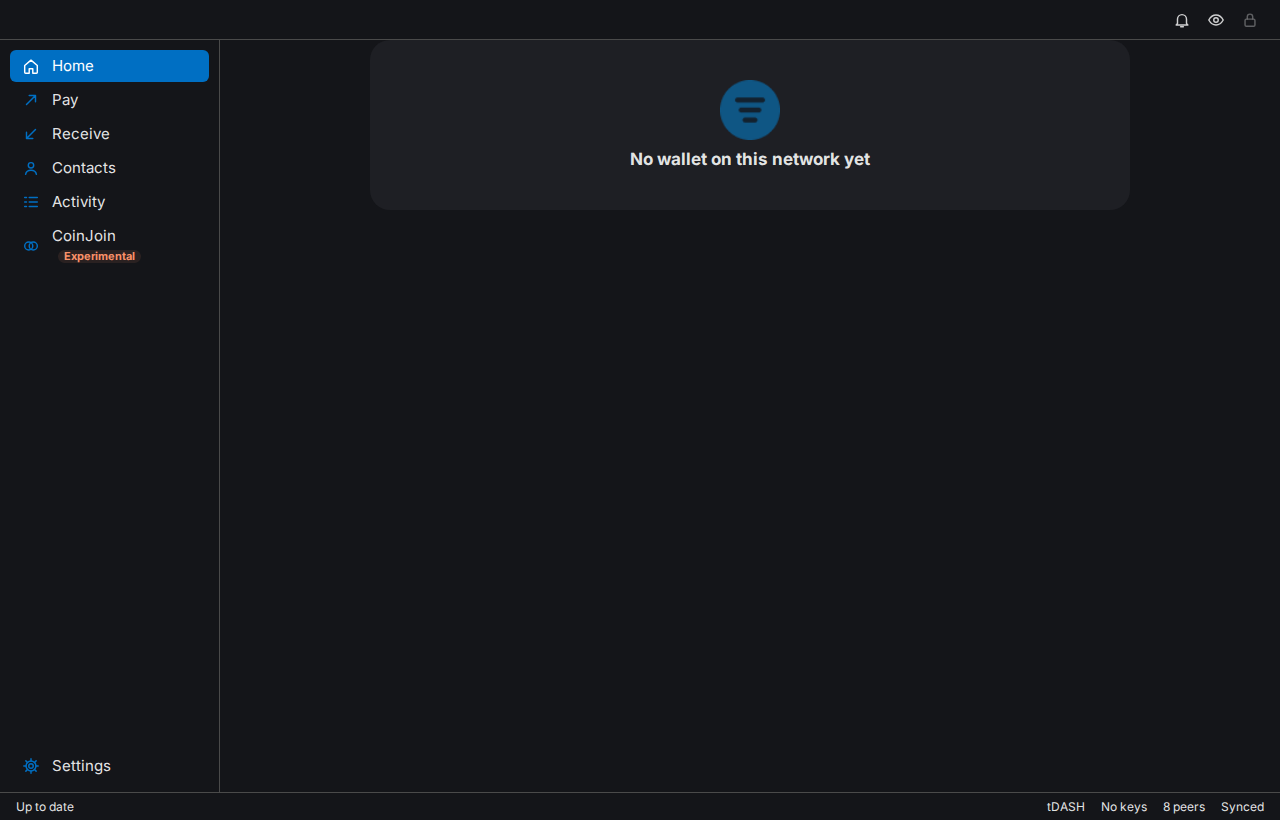 Home
Pay
Receive
Contacts
Activity
CoinJoin
Experimental
No wallet on this network yet
Settings
Up to date
tDASH No keys 8 peers Synced